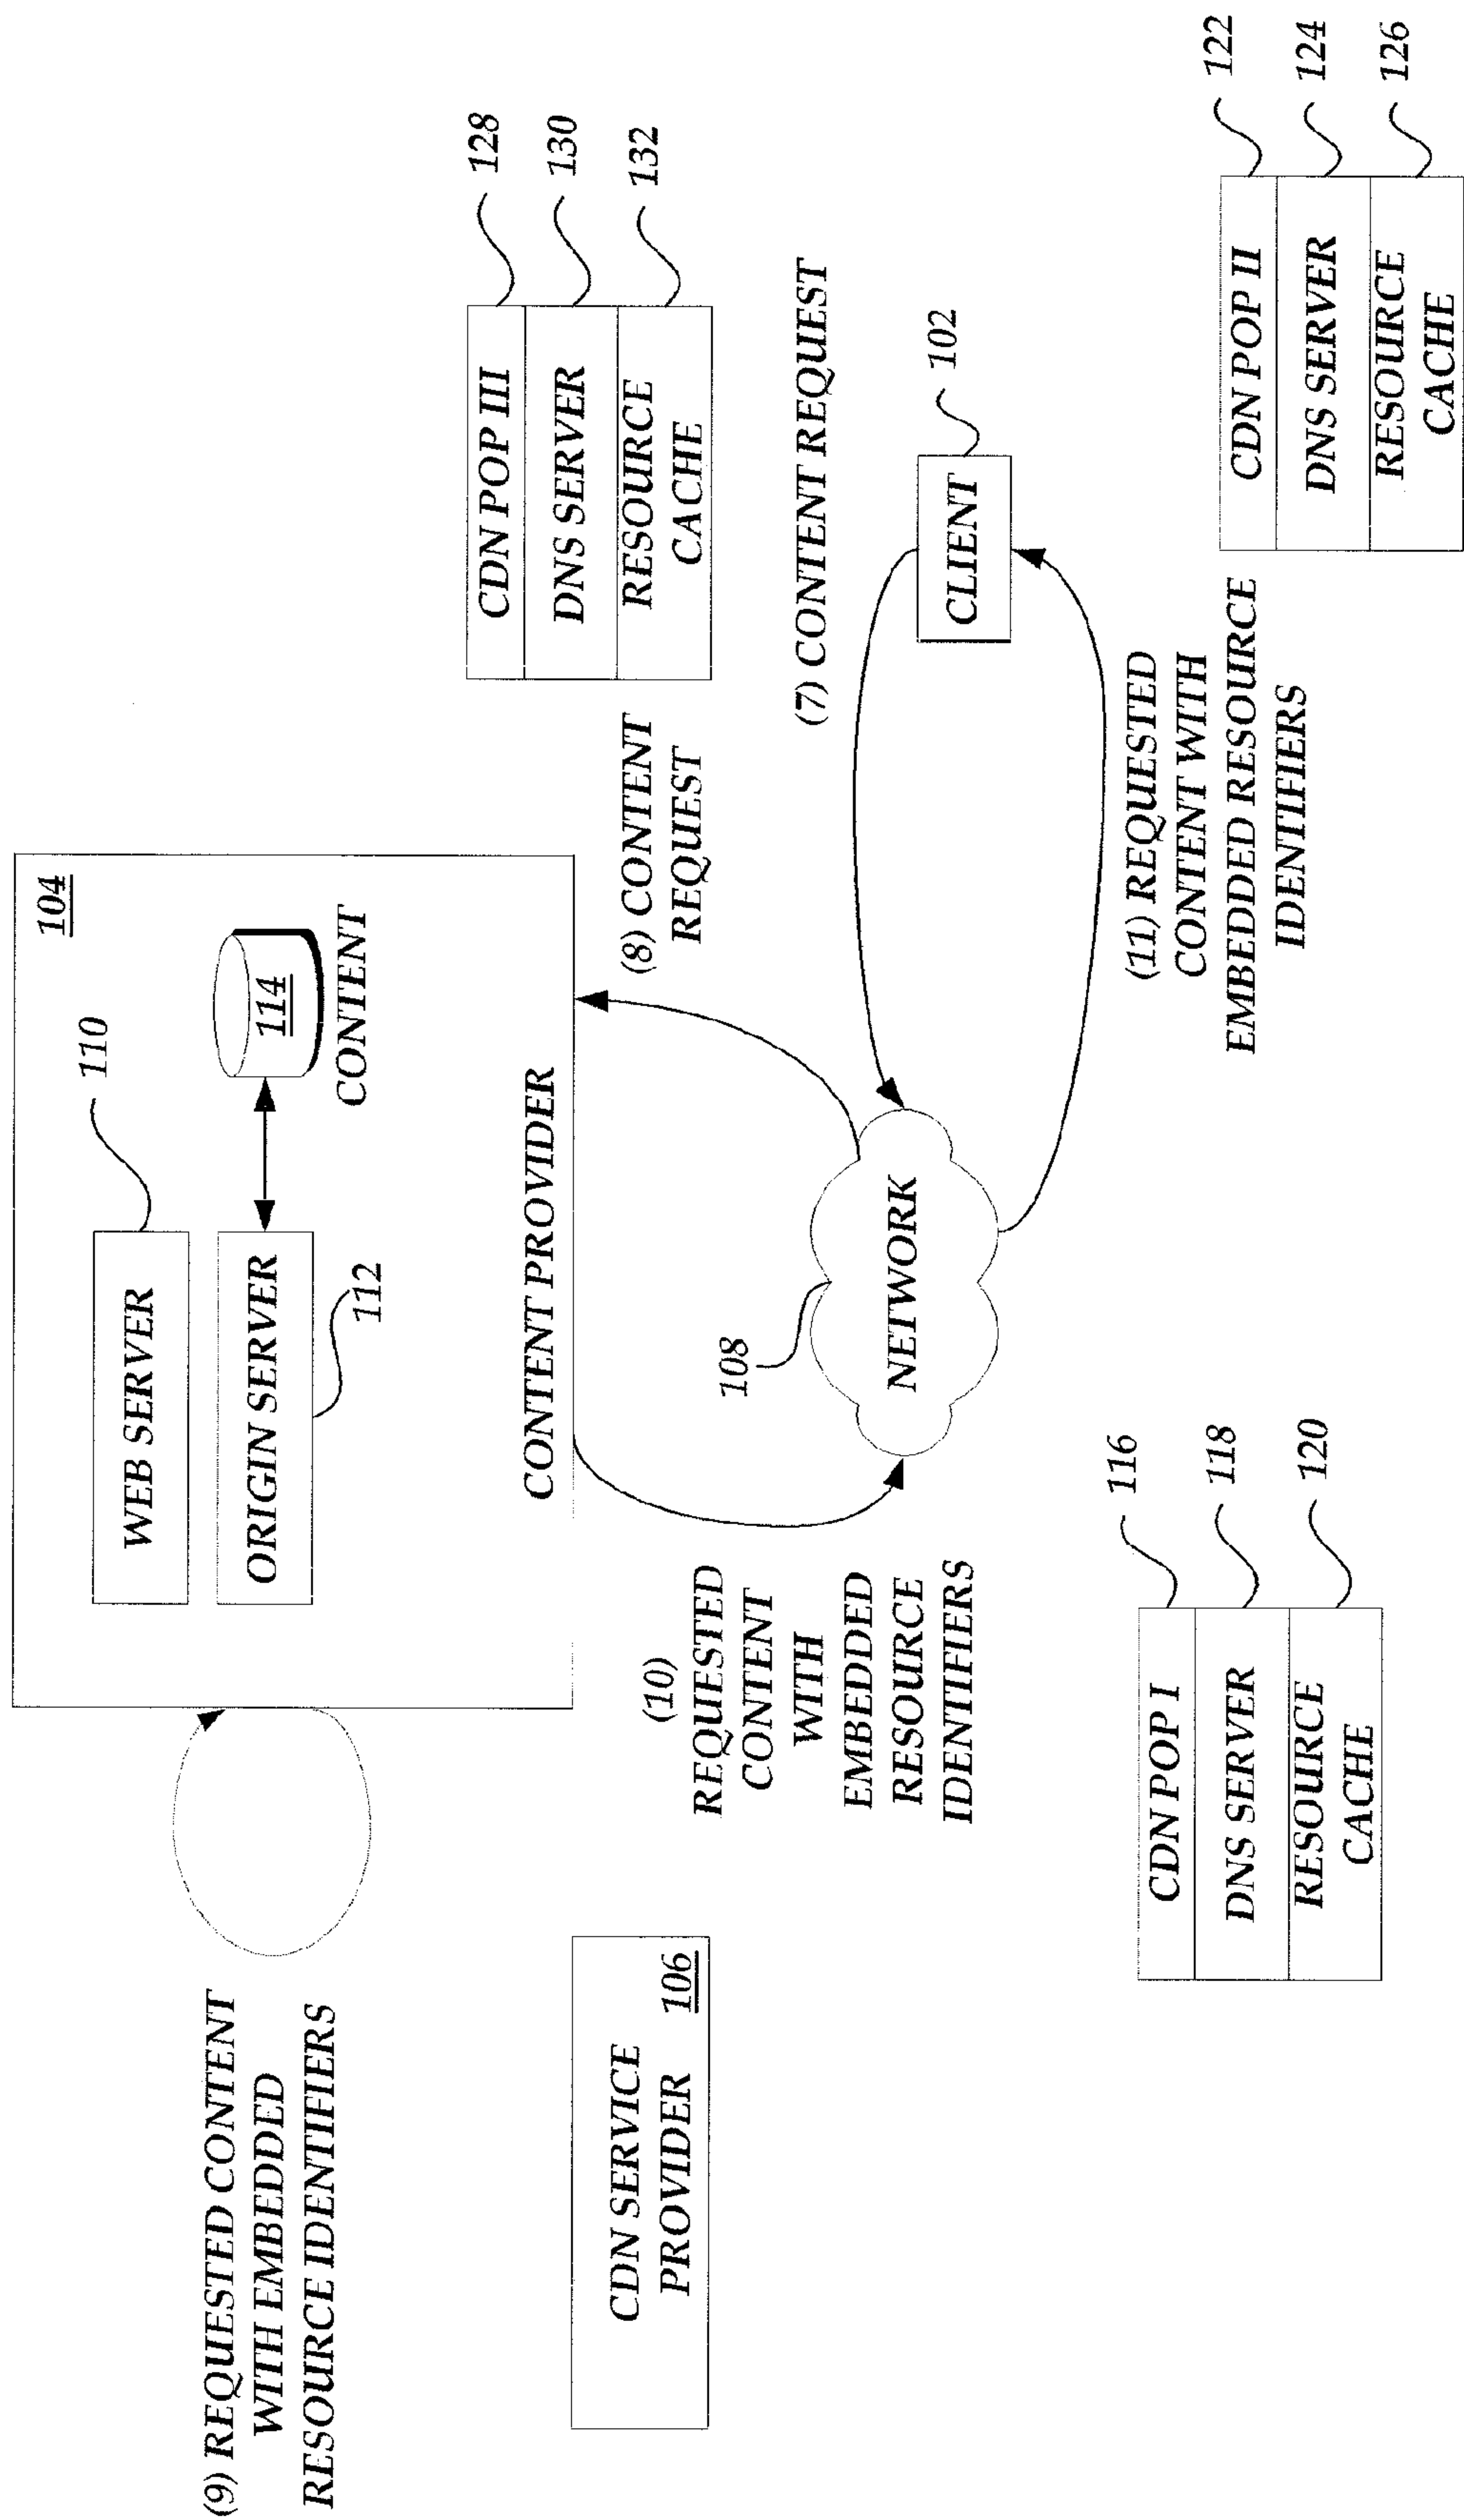 (9) REQUESTED CONTENT
WITH EMBEDDED
RESOURCE IDENTIFIERS
104
WEB SERVER
110
ORIGIN SERVER
112
114
CONTENT
CONTENT PROVIDER
CDN SERVICE
PROVIDER
106
(10)
REQUESTED
CONTENT
WITH
EMBEDDED
RESOURCE
IDENTIFIERS
(8) CONTENT
REQUEST
CDN POP III
128
DNS SERVER
130
RESOURCE
CACHE
132
108
NETWORK
(7) CONTENT REQUEST
CLIENT
102
(11) REQUESTED
CONTENT WITH
EMBEDDED RESOURCE
IDENTIFIERS
CDN POP I
116
DNS SERVER
118
RESOURCE
CACHE
120
CDN POP II
122
DNS SERVER
124
RESOURCE
CACHE
126